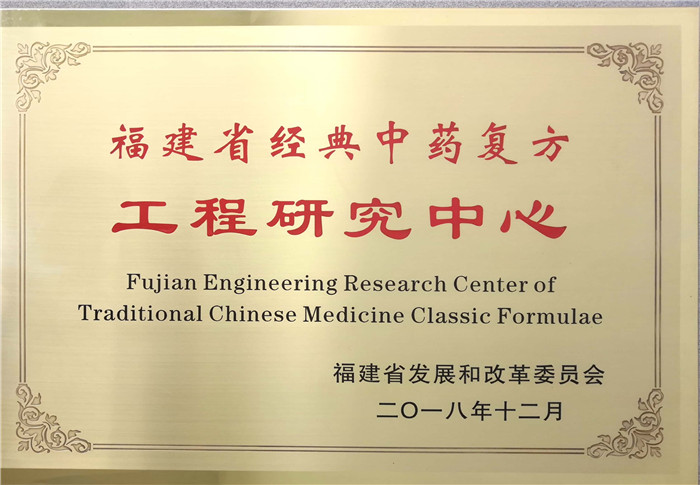 福建省经典中药复方
工程研究中心
Fujian Engineering Research Center of
Traditional Chinese Medicine Classic Formulae
福建省发展和改革委员会
二〇一八年十二月